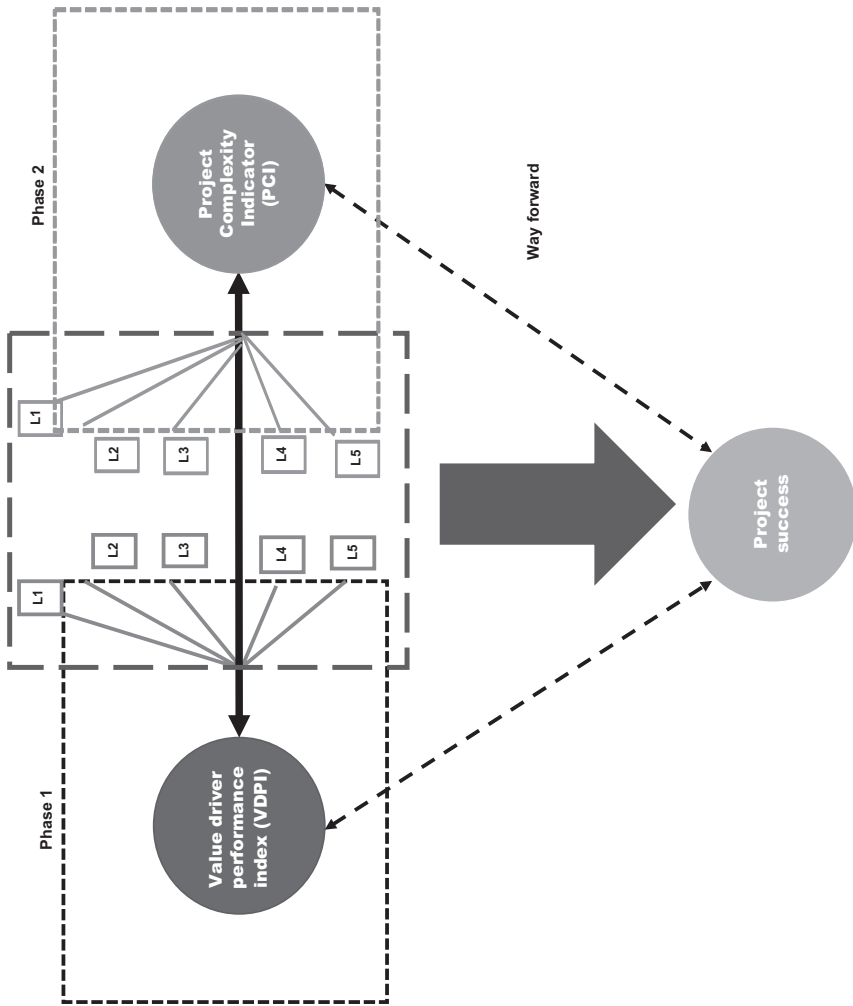 Phase 1
Phase 2
Value driver
performance
index (VDPI)
L1
L2
L3
L4
L5
L1
L2
L3
L4
L5
Project
Complexity
Indicator
(PCI)
Way forward
Project
success